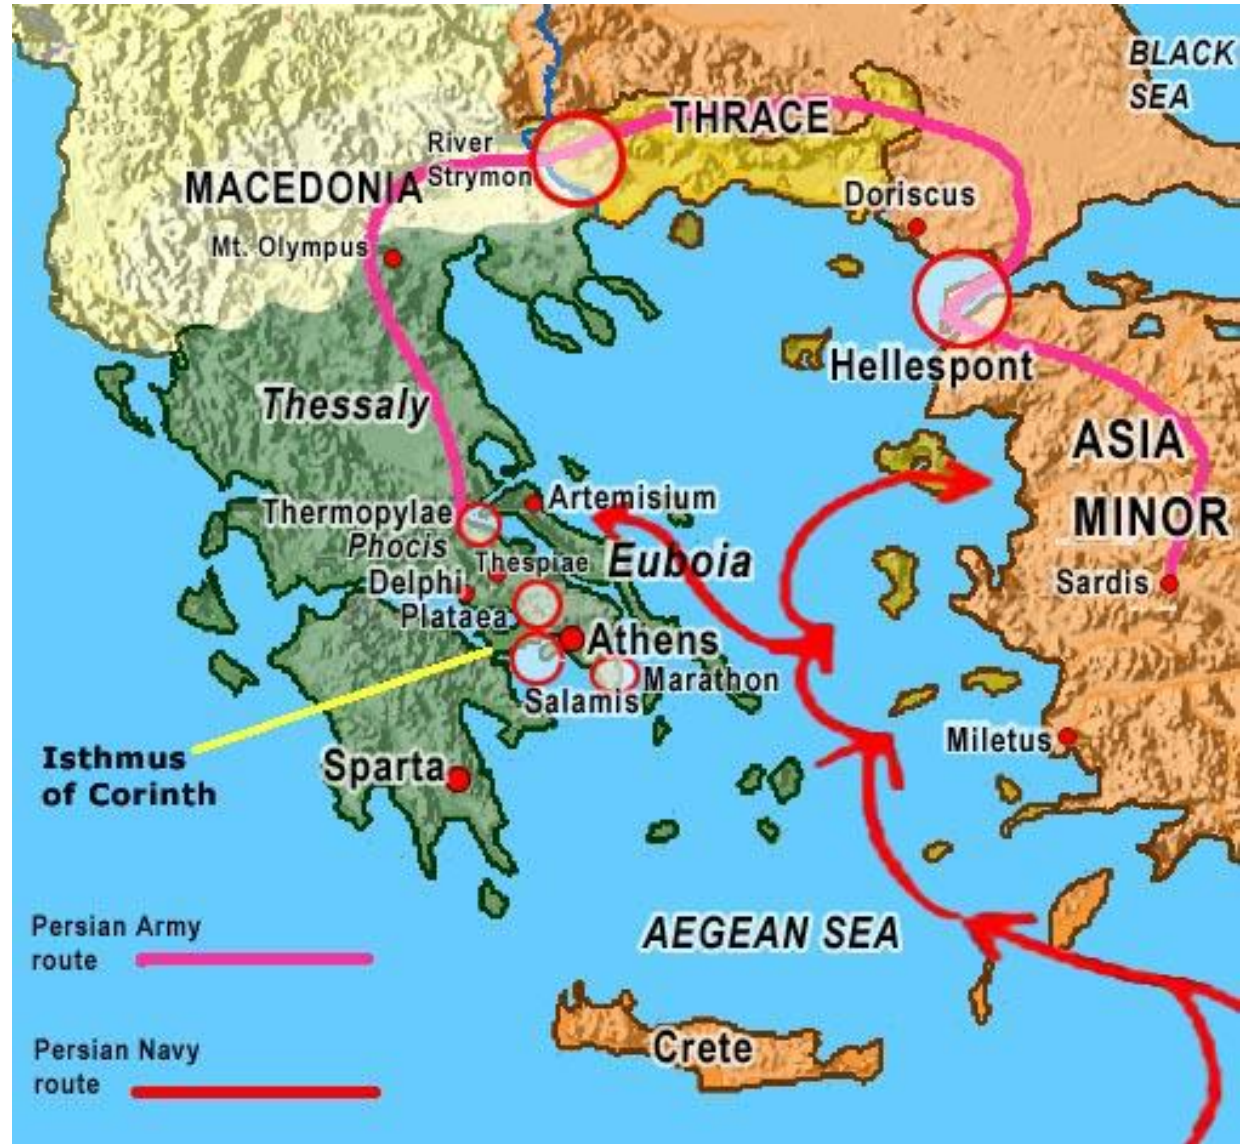 BLACK
SEA
THRACE
River
Strymon
MACEDONIA
Doriscus
Mt. Olympus
Hellespont
Thessaly
ASIA
MINOR
Artemisium
Thermopylae
Phocis
Euboia
Thespiae
Delphi
Sardis
Plataea
Athens
Marathon
Salamis
Miletus
Isthmus
of Corinth
Sparta
Persian Army
route
AEGEAN SEA
Persian Navy
route
Crete